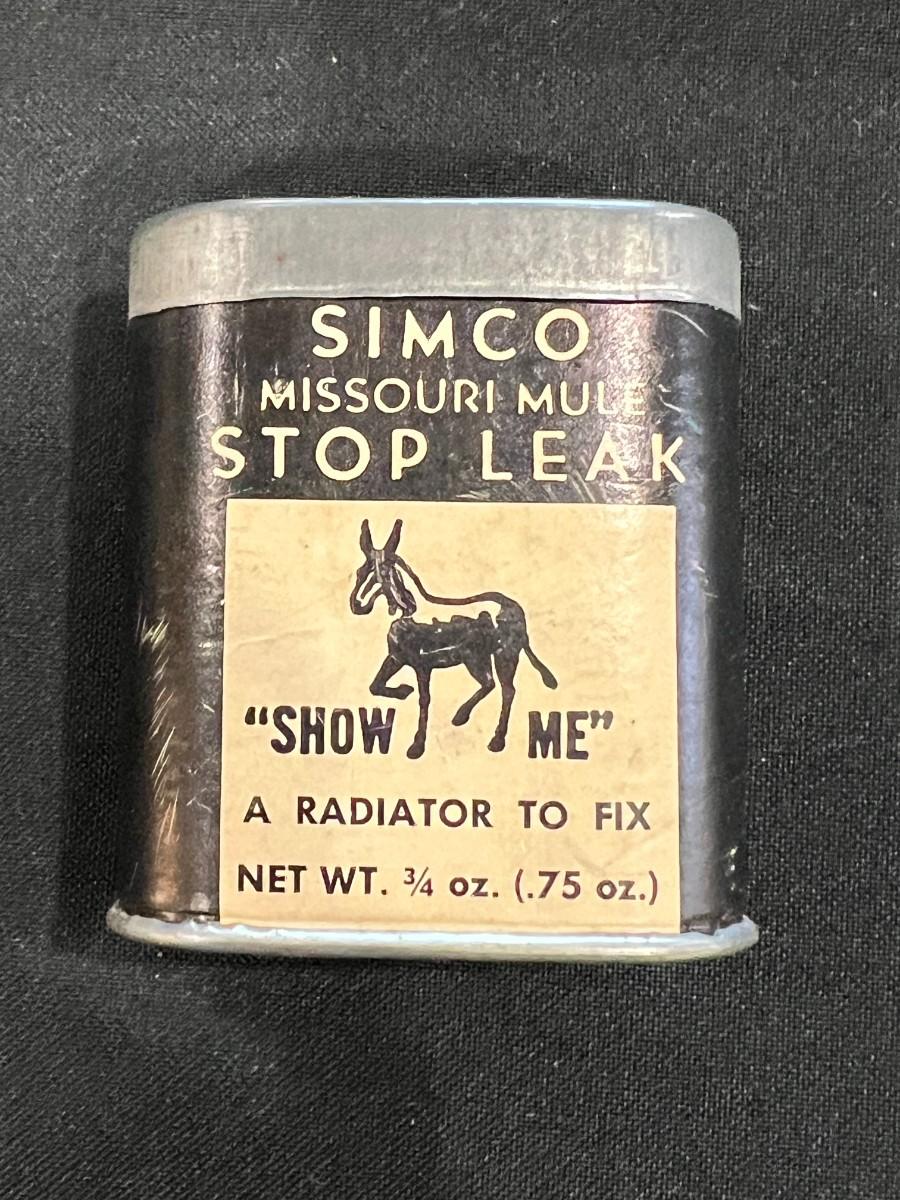 SIMCO
MISSOURI MULE
STOP LEAK
“SHOW ME”
A RADIATOR TO FIX
NET WT. ¾ oz. (.75 oz.)